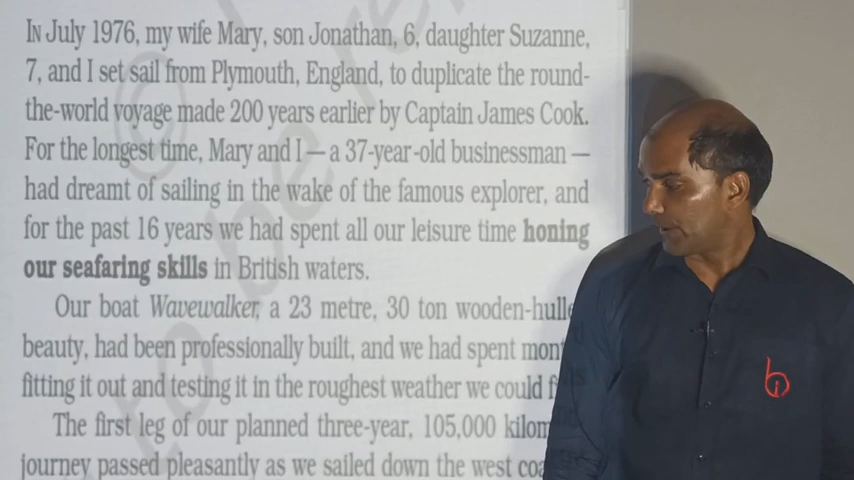 IN July 1976, my wife Mary, son Jonathan, 6, daughter Suzanne,
7, and I set sail from Plymouth, England, to duplicate the round-
the-world voyage made 200 years earlier by Captain James Cook.
For the longest time, Mary and I — a 37-year-old businessman —
had dreamt of sailing in the wake of the famous explorer, and
for the past 16 years we had spent all our leisure time honing
our seafaring skills in British waters.
Our boat Wavewalker, a 23 metre, 30 ton wooden-hulle
beauty, had been professionally built, and we had spent mon
fitting it out and testing it in the roughest weather we could f
The first leg of our planned three-year, 105,000 kilom
journey passed pleasantly as we sailed down the west coa